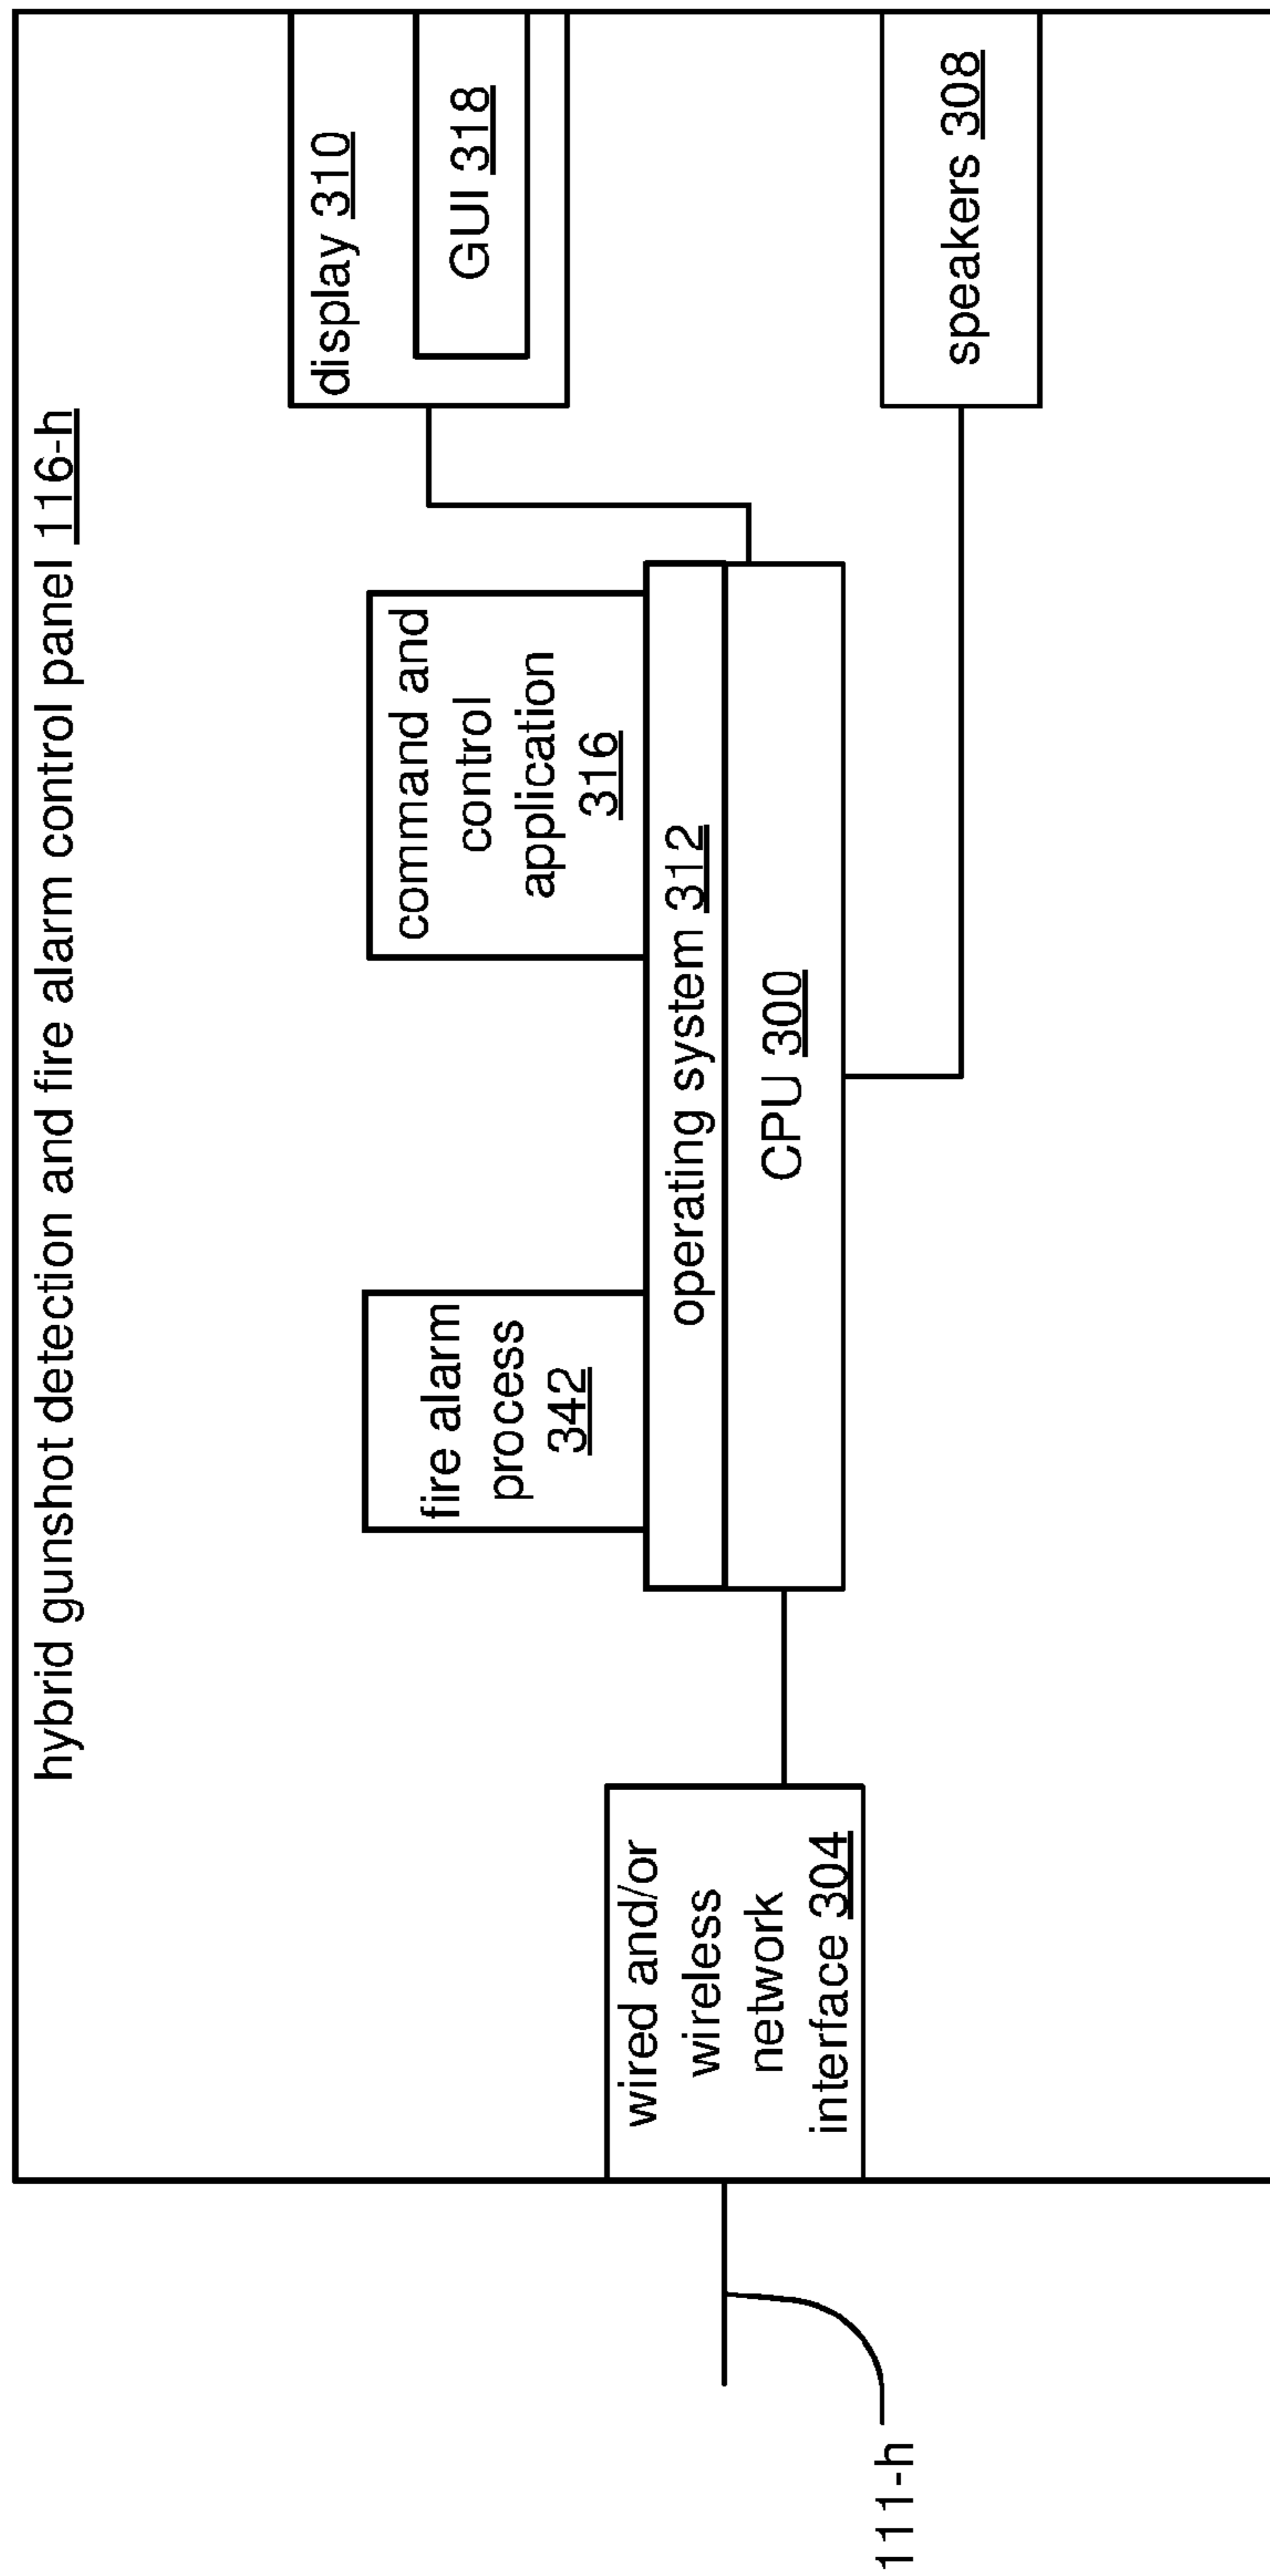 hybrid gunshot detection and fire alarm control panel 116-h
display 310
GUI 318
command and
control
application
316
fire alarm
process
342
operating system 312
CPU 300
wired and/or
wireless
network
interface 304
speakers 308
111-h